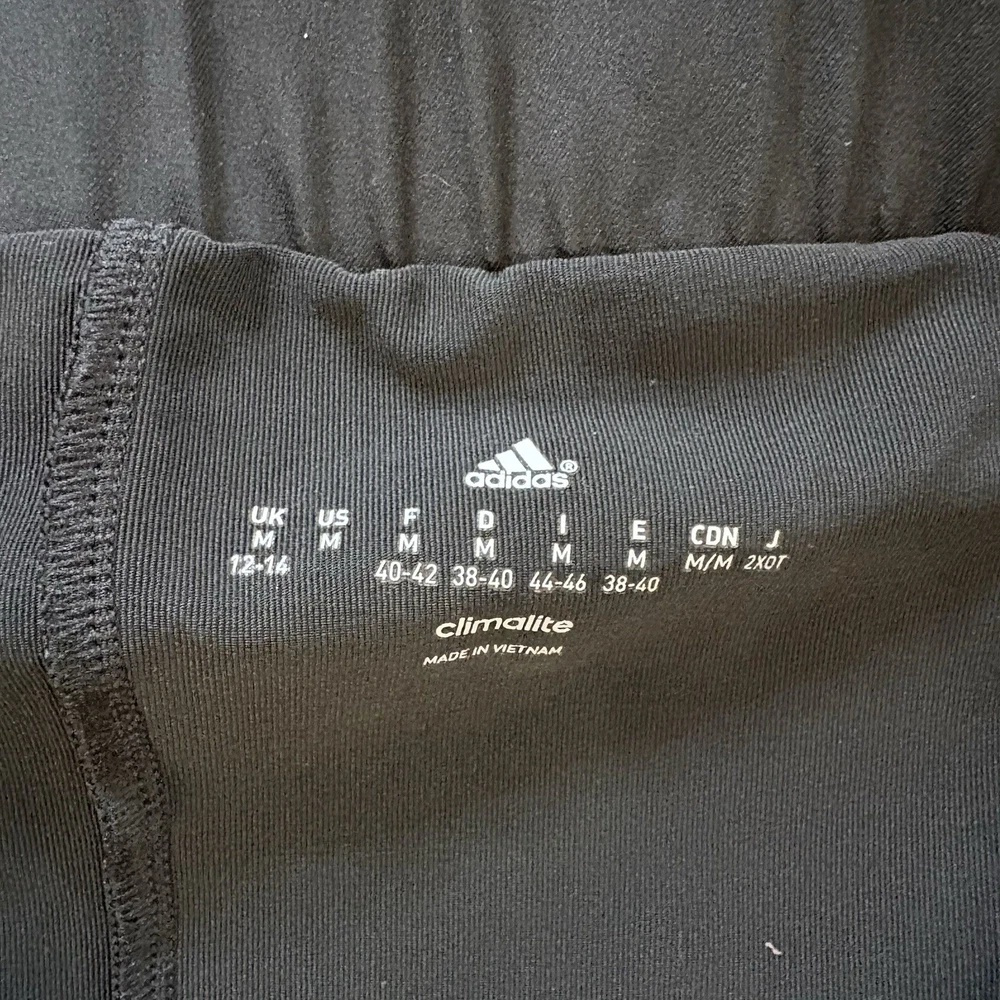 adidas®
UK US F D I E CDN J
M M M M M M M/M 2XOT
12-14 40-42 38-40 44-46 38-40
climalite
MADE IN VIETNAM